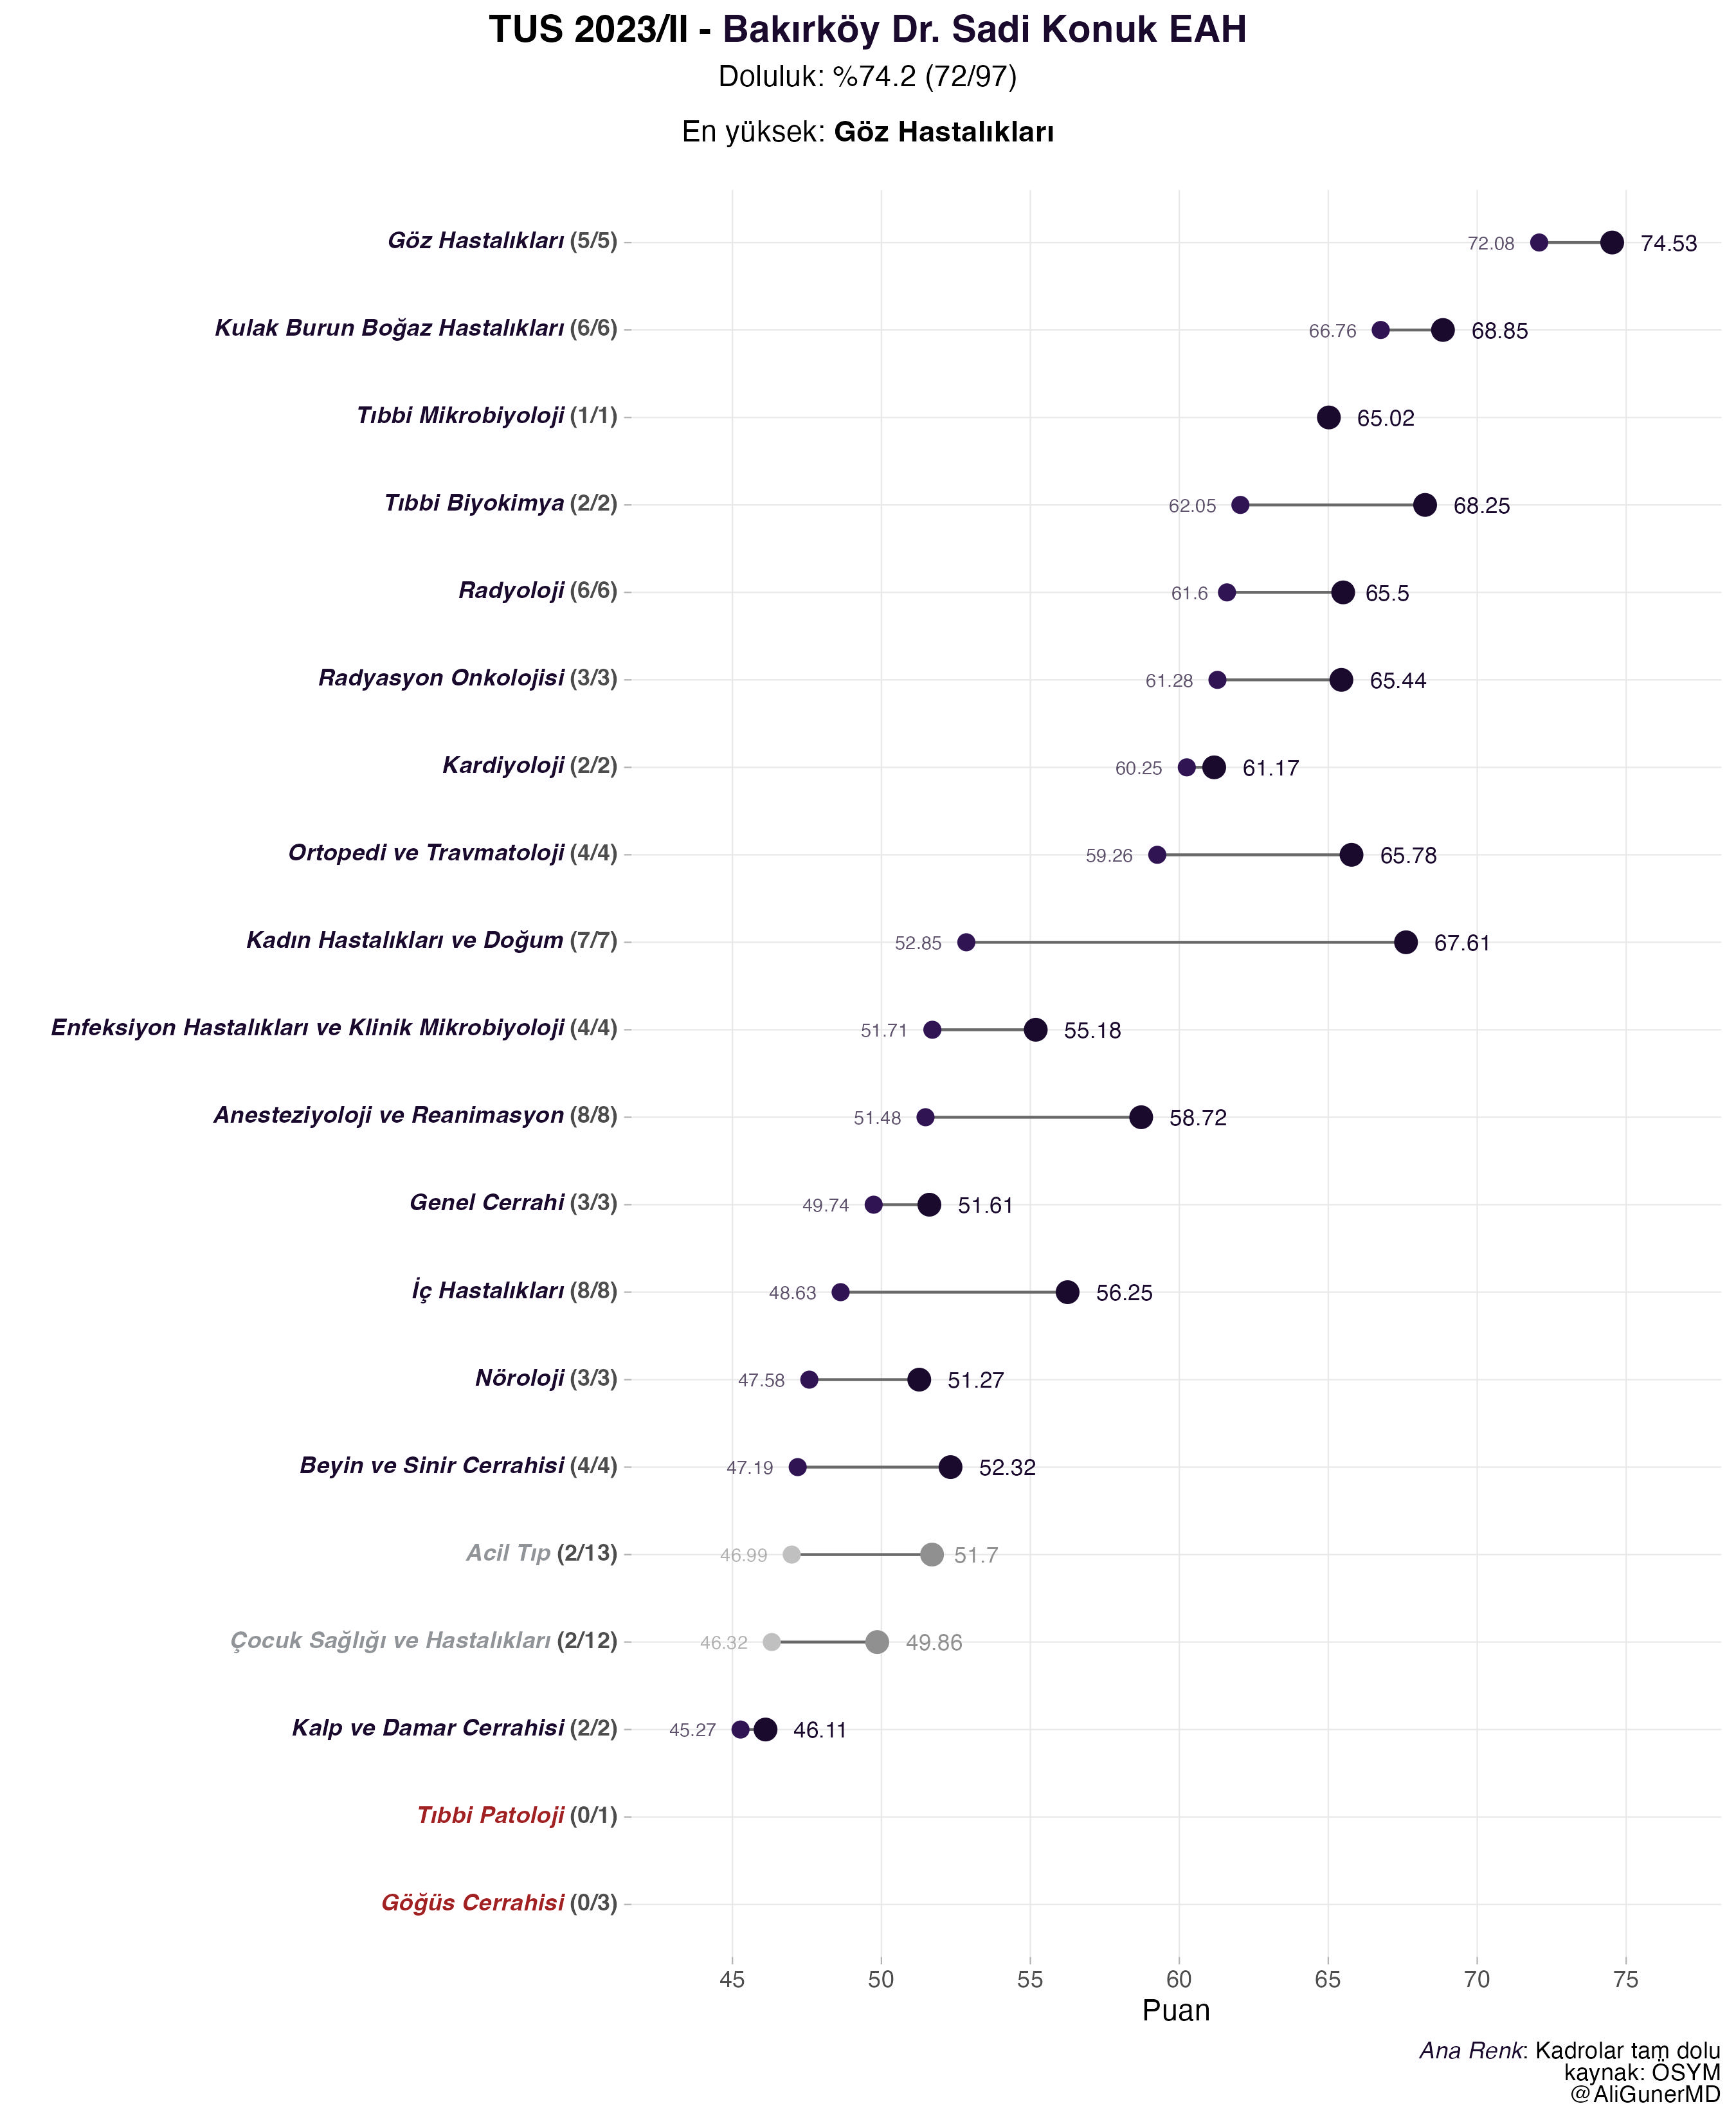 TUS 2023/II - Bakırköy Dr. Sadi Konuk EAH
Doluluk: %74.2 (72/97)
En yüksek: Göz Hastalıkları
Göz Hastalıkları (5/5) 72.08 74.53
Kulak Burun Boğaz Hastalıkları (6/6) 66.76 68.85
Tıbbi Mikrobiyoloji (1/1) 65.02
Tıbbi Biyokimya (2/2) 62.05 68.25
Radyoloji (6/6) 61.6 65.5
Radyasyon Onkolojisi (3/3) 61.28 65.44
Kardiyoloji (2/2) 60.25 61.17
Ortopedi ve Travmatoloji (4/4) 59.26 65.78
Kadın Hastalıkları ve Doğum (7/7) 52.85 67.61
Enfeksiyon Hastalıkları ve Klinik Mikrobiyoloji (4/4) 51.71 55.18
Anesteziyoloji ve Reanimasyon (8/8) 51.48 58.72
Genel Cerrahi (3/3) 49.74 51.61
İç Hastalıkları (8/8) 48.63 56.25
Nöroloji (3/3) 47.58 51.27
Beyin ve Sinir Cerrahisi (4/4) 47.19 52.32
Acil Tıp (2/13) 46.99 51.7
Çocuk Sağlığı ve Hastalıkları (2/12) 46.32 49.86
Kalp ve Damar Cerrahisi (2/2) 45.27 46.11
Tıbbi Patoloji (0/1)
Göğüs Cerrahisi (0/3)
45 50 55 60 65 70 75
Puan
Ana Renk: Kadrolar tam dolu
kaynak: ÖSYM
@AliGunerMD